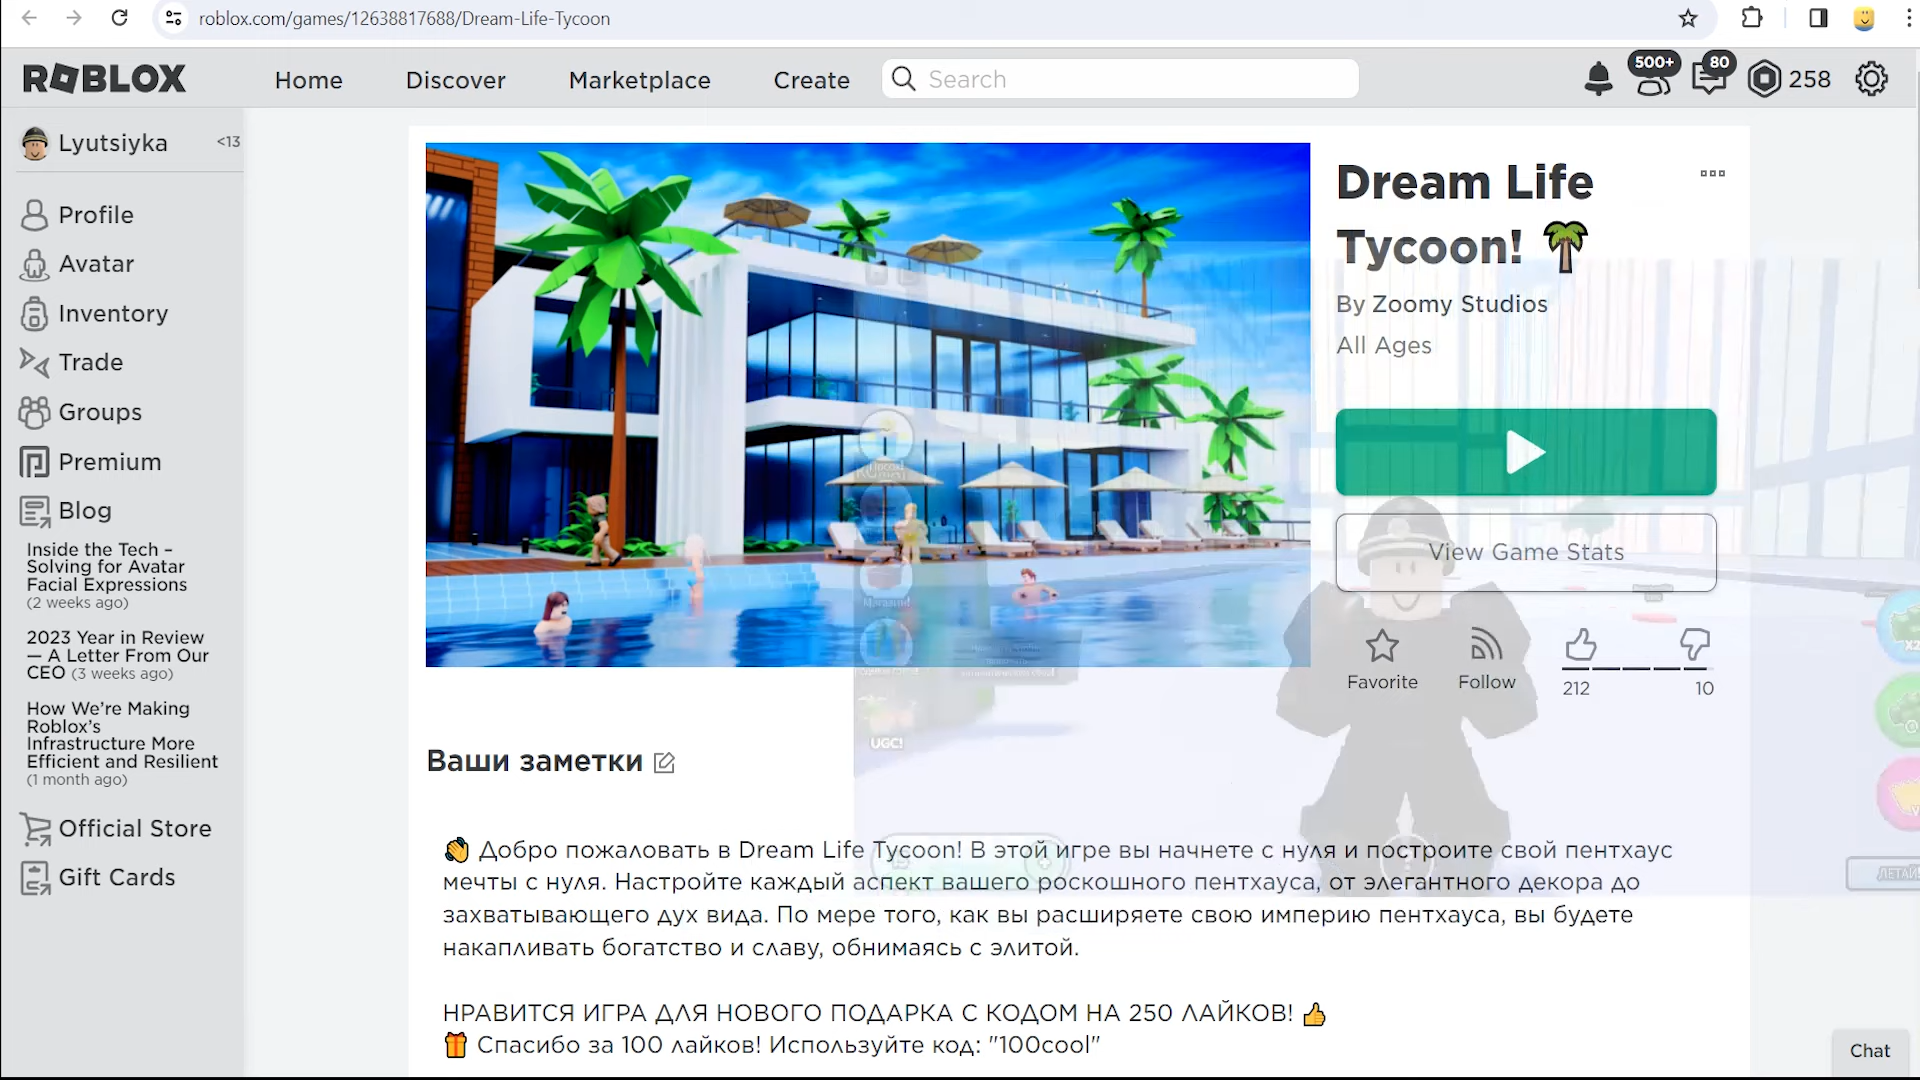 roblox.com/games/12638817688/Dream-Life-Tycoon
ROBLOX
Home
Discover
Marketplace
Create
Search
500+
80
258
Lyutsiyka
<13
Profile
Avatar
Inventory
Trade
Groups
Premium
Blog
Inside the Tech –
Solving for Avatar
Facial Expressions
(2 weeks ago)
2023 Year in Review
— A Letter From Our
CEO (3 weeks ago)
How We're Making
Roblox's
Infrastructure More
Efficient and Resilient
(1 month ago)
Official Store
Gift Cards
Dream Life
Tycoon! 🌴
By Zoomy Studios
All Ages
View Game Stats
Favorite
Follow
212
10
Магазин!
UGC!
X2
Ваши заметки
👋 Добро пожаловать в Dream Life Tycoon! В этой игре вы начнете с нуля и построите свой пентхаус
мечты с нуля. Настройте каждый аспект вашего роскошного пентхауса, от элегантного декора до
захватывающего дух вида. По мере того, как вы расширяете свою империю пентхауса, вы будете
накапливать богатство и славу, обнимаясь с элитой.
НРАВИТСЯ ИГРА ДЛЯ НОВОГО ПОДАРКА С КОДОМ НА 250 ЛАЙКОВ! 👍
🎁 Спасибо за 100 лайков! Используйте код: "100cool"
Chat